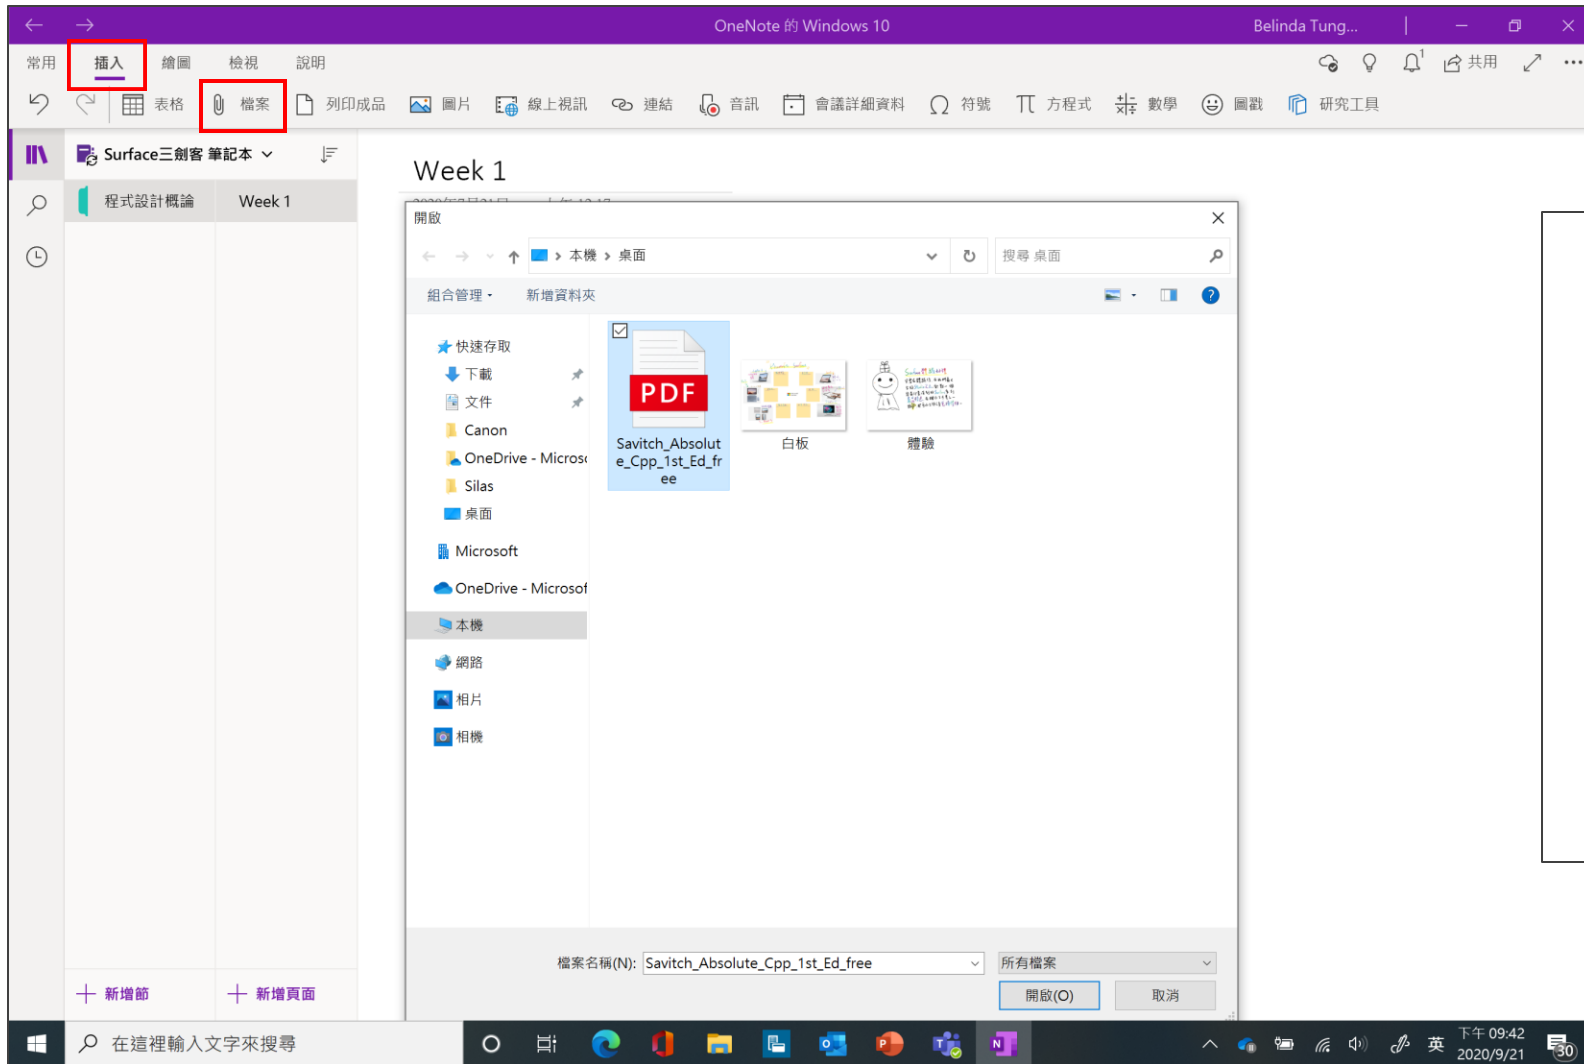 OneNote 的 Windows 10
Belinda Tung...
常用 插入 繪圖 檢視 說明
共用
表格 檔案 列印成品 圖片 線上視訊 連結 音訊 會議詳細資料 符號 方程式 數學 圖戳 研究工具
Surface三劍客 筆記本
程式設計概論
Week 1
Week 1
開啟
本機 > 桌面
搜尋 桌面
組合管理 新增資料夾
快速存取
下載
文件
Canon
OneDrive - Micros
Silas
桌面
Microsoft
OneDrive - Microsof
本機
網路
相片
相機
PDF
Savitch_Absolut
e_Cpp_1st_Ed_fr
ee
白板
體驗
檔案名稱(N): Savitch_Absolute_Cpp_1st_Ed_free
所有檔案
開啟(O) 取消
新增節 新增頁面
在這裡輸入文字來搜尋
英
下午 09:42
2020/9/21
30